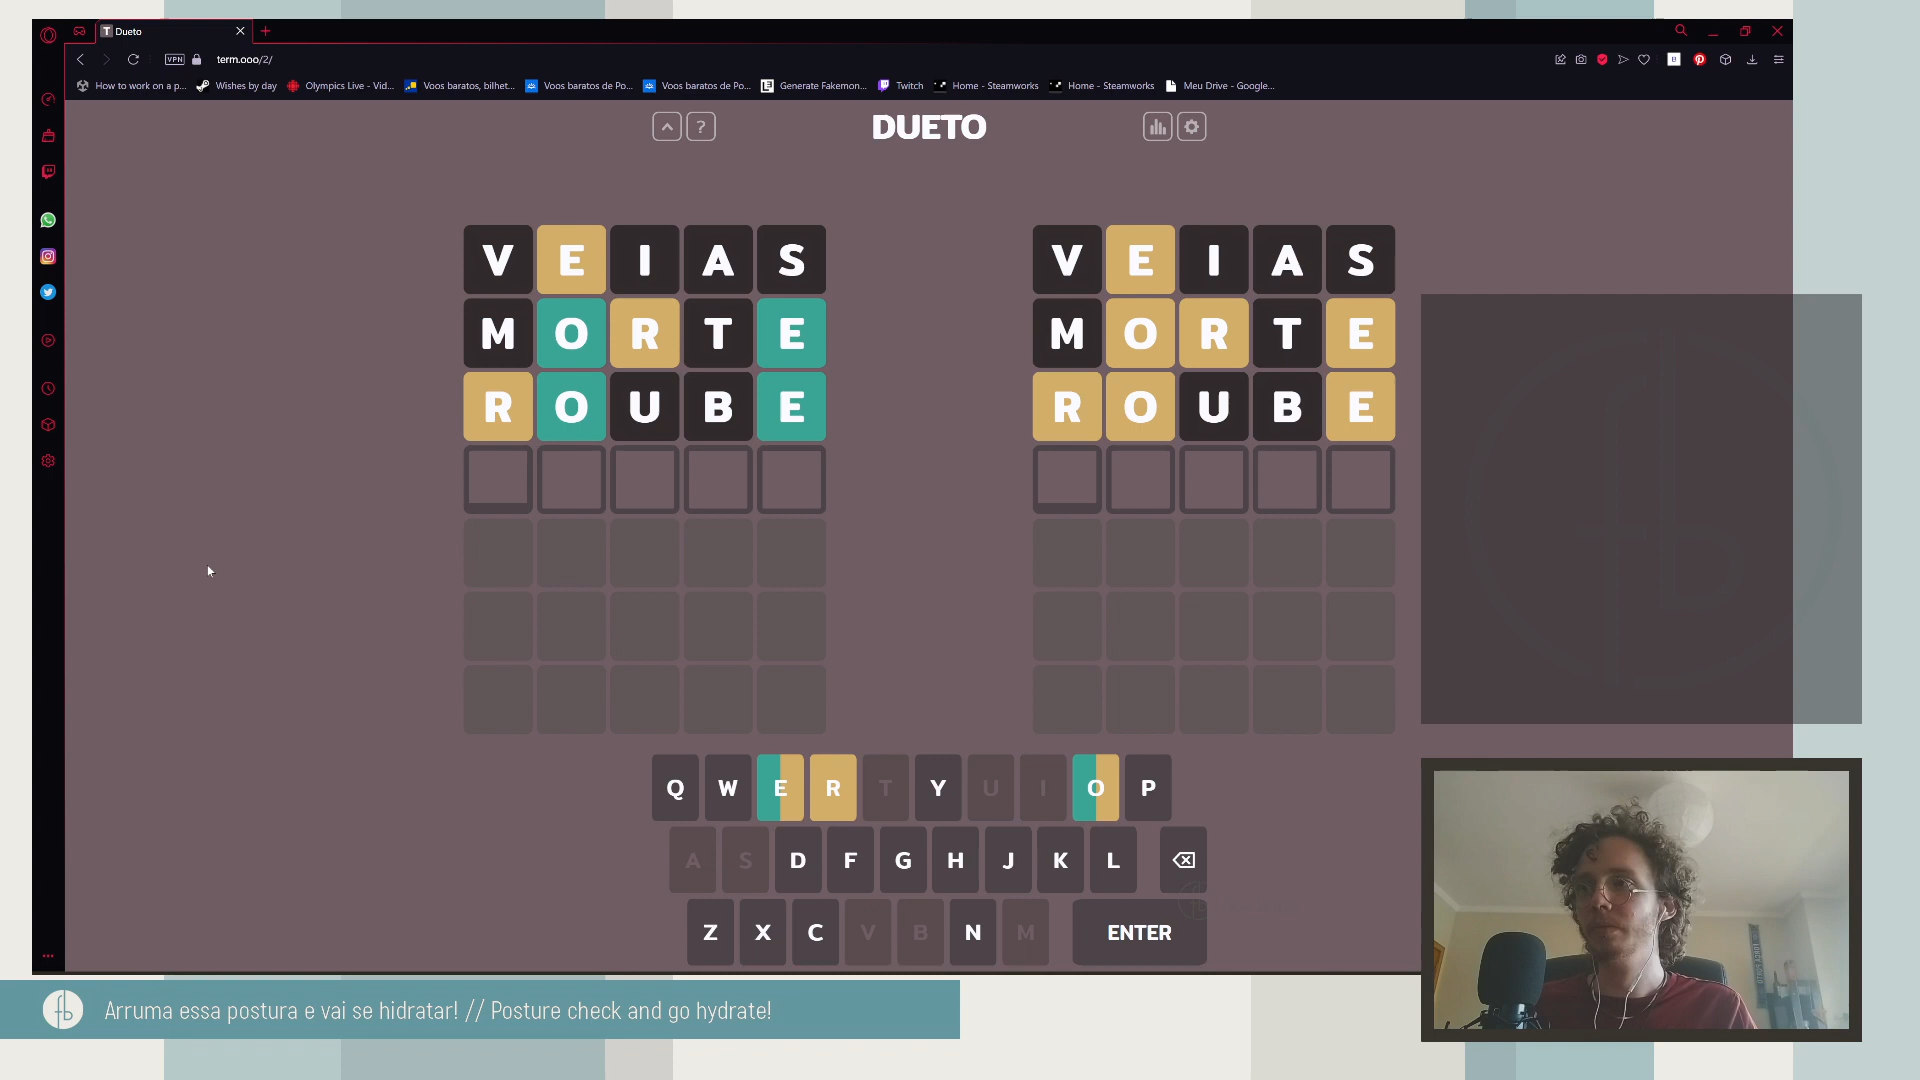 Dueto
VPN
term.ooo/2/
How to work on a p... Wishes by day Olympics Live - Vid... Voos baratos, bilhet... Voos baratos de Po... Voos baratos de Po... Generate Fakemon... Twitch Home - Steamworks Home - Steamworks Meu Drive - Google...
? DUETO
V E I A S V E I A S
M O R T E M O R T E
R O U B E R O U B E
Q W E R T Y U I O P
A S D F G H J K L
Z X C V B N M ENTER
fb Arruma essa postura e vai se hidratar! // Posture check and go hydrate!